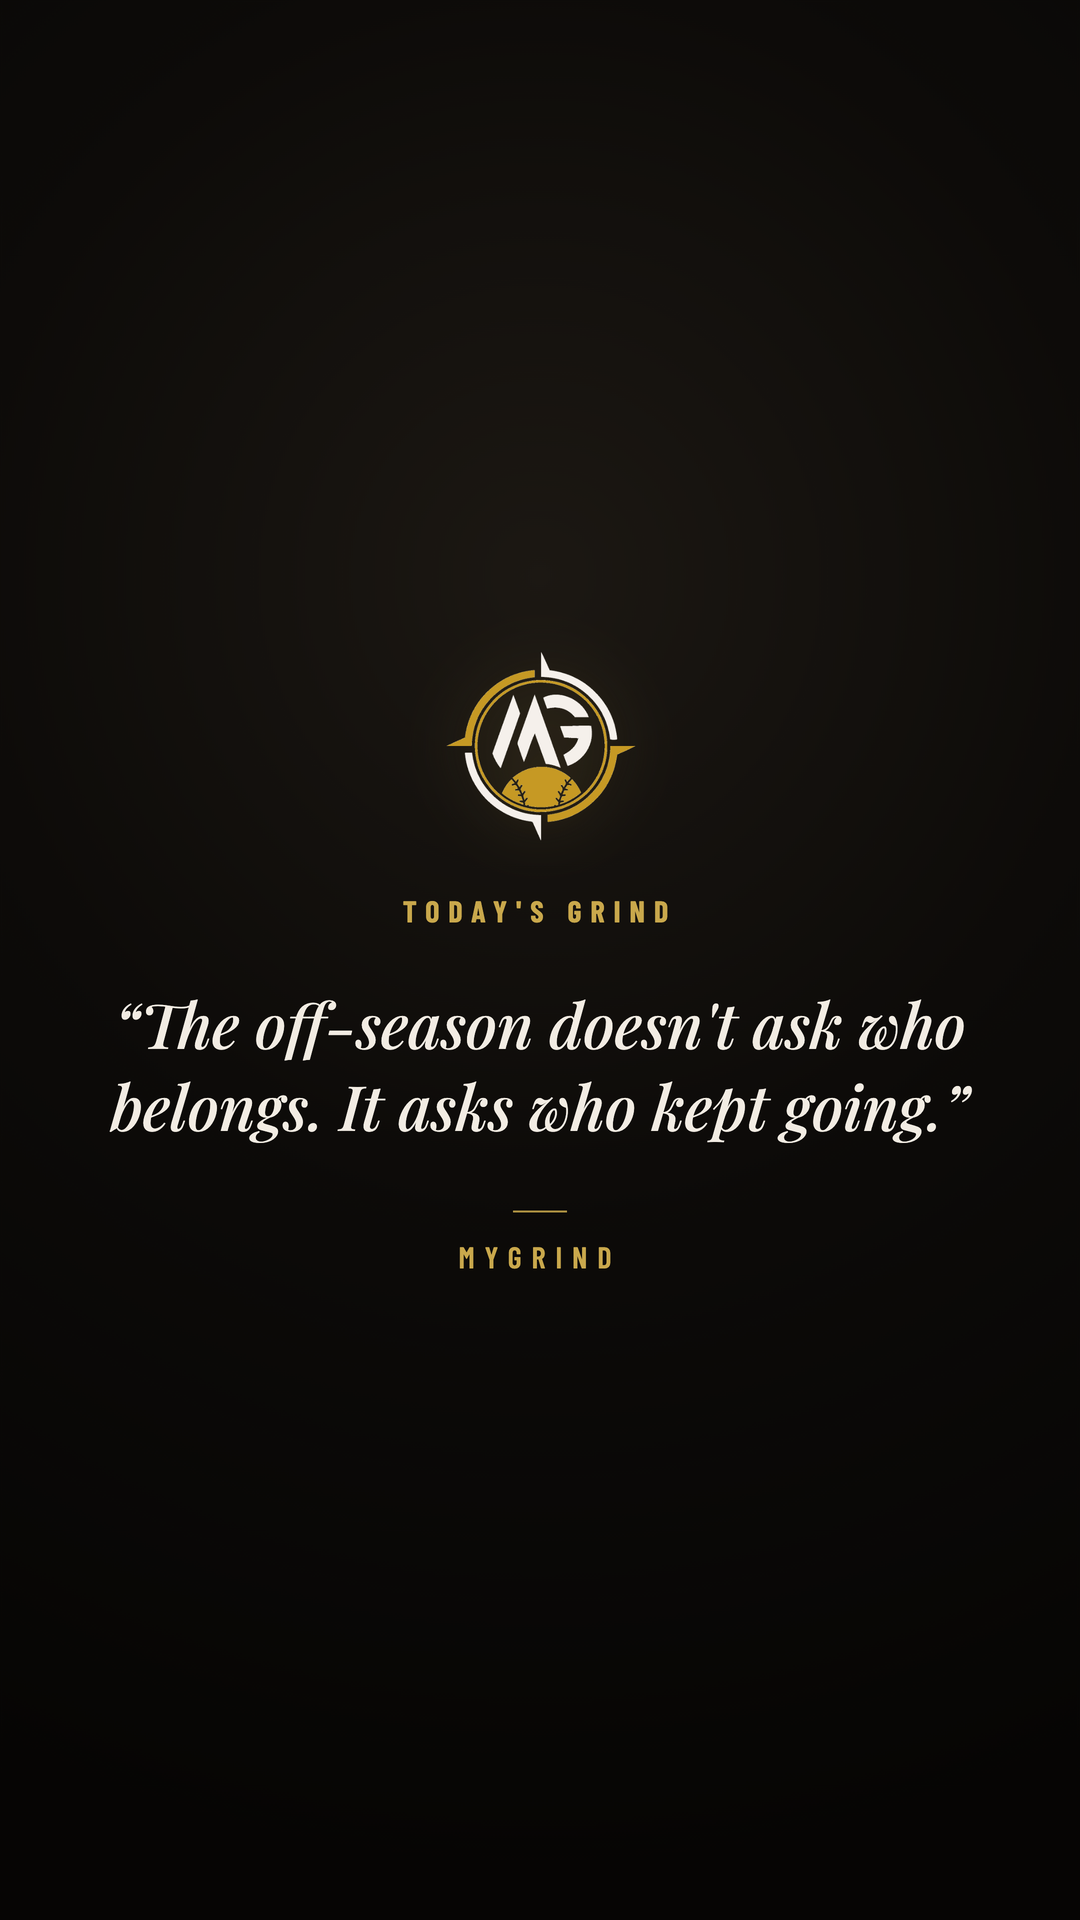 MG
TODAY'S GRIND
“The off-season doesn't ask who
belongs. It asks who kept going.”
MYGRIND